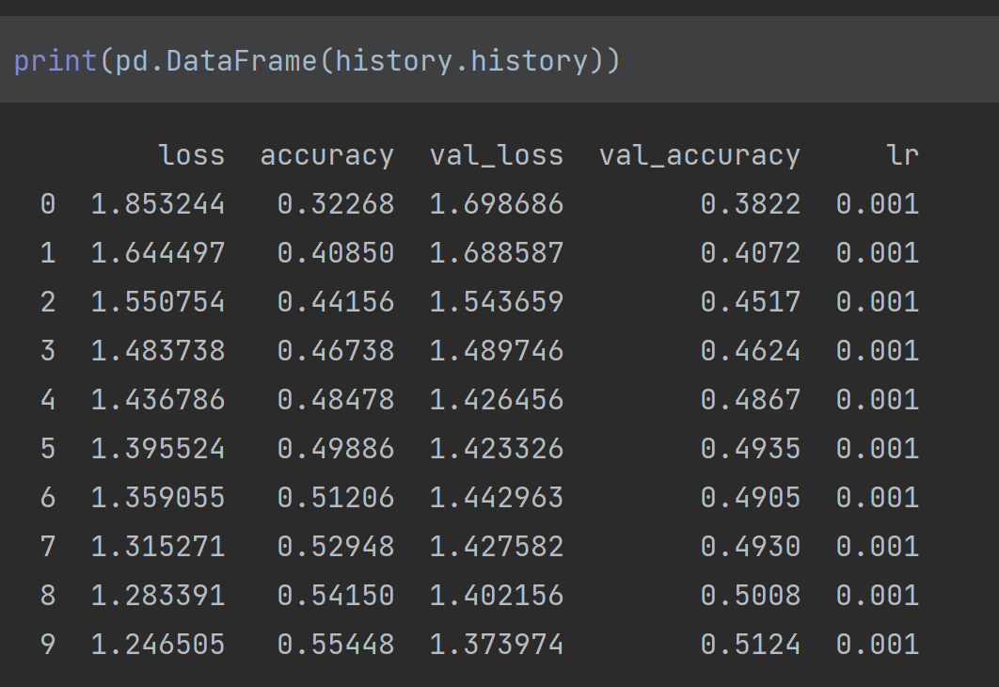 print(pd.DataFrame(history.history))
loss accuracy val_loss val_accuracy lr
0 1.853244 0.32268 1.698686 0.3822 0.001
1 1.644497 0.40850 1.688587 0.4072 0.001
2 1.550754 0.44156 1.543659 0.4517 0.001
3 1.483738 0.46738 1.489746 0.4624 0.001
4 1.436786 0.48478 1.426456 0.4867 0.001
5 1.395524 0.49886 1.423326 0.4935 0.001
6 1.359055 0.51206 1.442963 0.4905 0.001
7 1.315271 0.52948 1.427582 0.4930 0.001
8 1.283391 0.54150 1.402156 0.5008 0.001
9 1.246505 0.55448 1.373974 0.5124 0.001